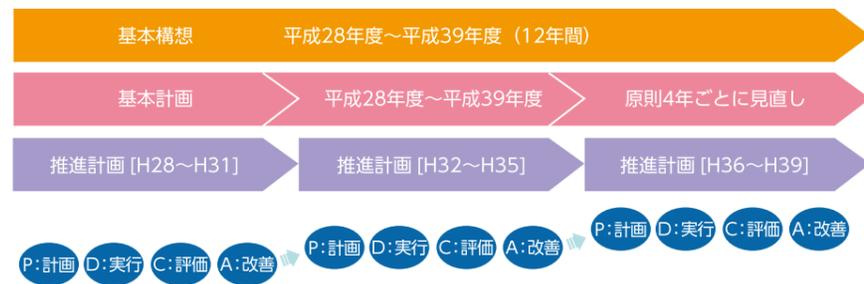 基本構想 平成28年度～平成39年度（12年間）
基本計画 平成28年度～平成39年度 原則4年ごとに見直し
推進計画 [H28～H31] 推進計画 [H32～H35] 推進計画 [H36～H39]
P：計画 D：実行 C：評価 A：改善
P：計画 D：実行 C：評価 A：改善
P：計画 D：実行 C：評価 A：改善